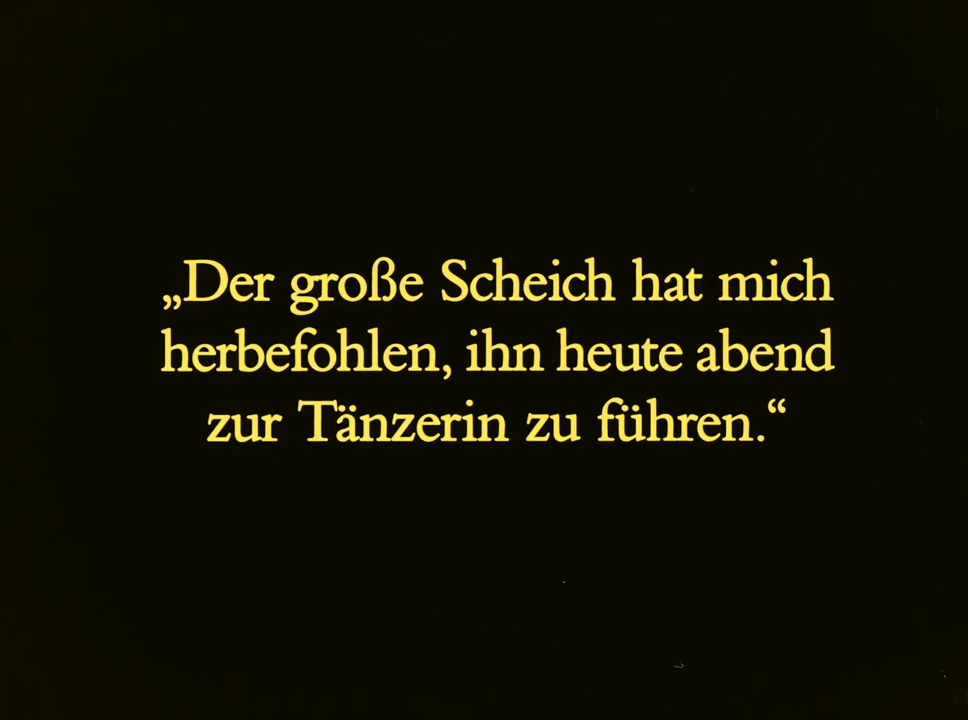 „Der große Scheich hat mich
herbefohlen, ihn heute abend
zur Tänzerin zu führen.“